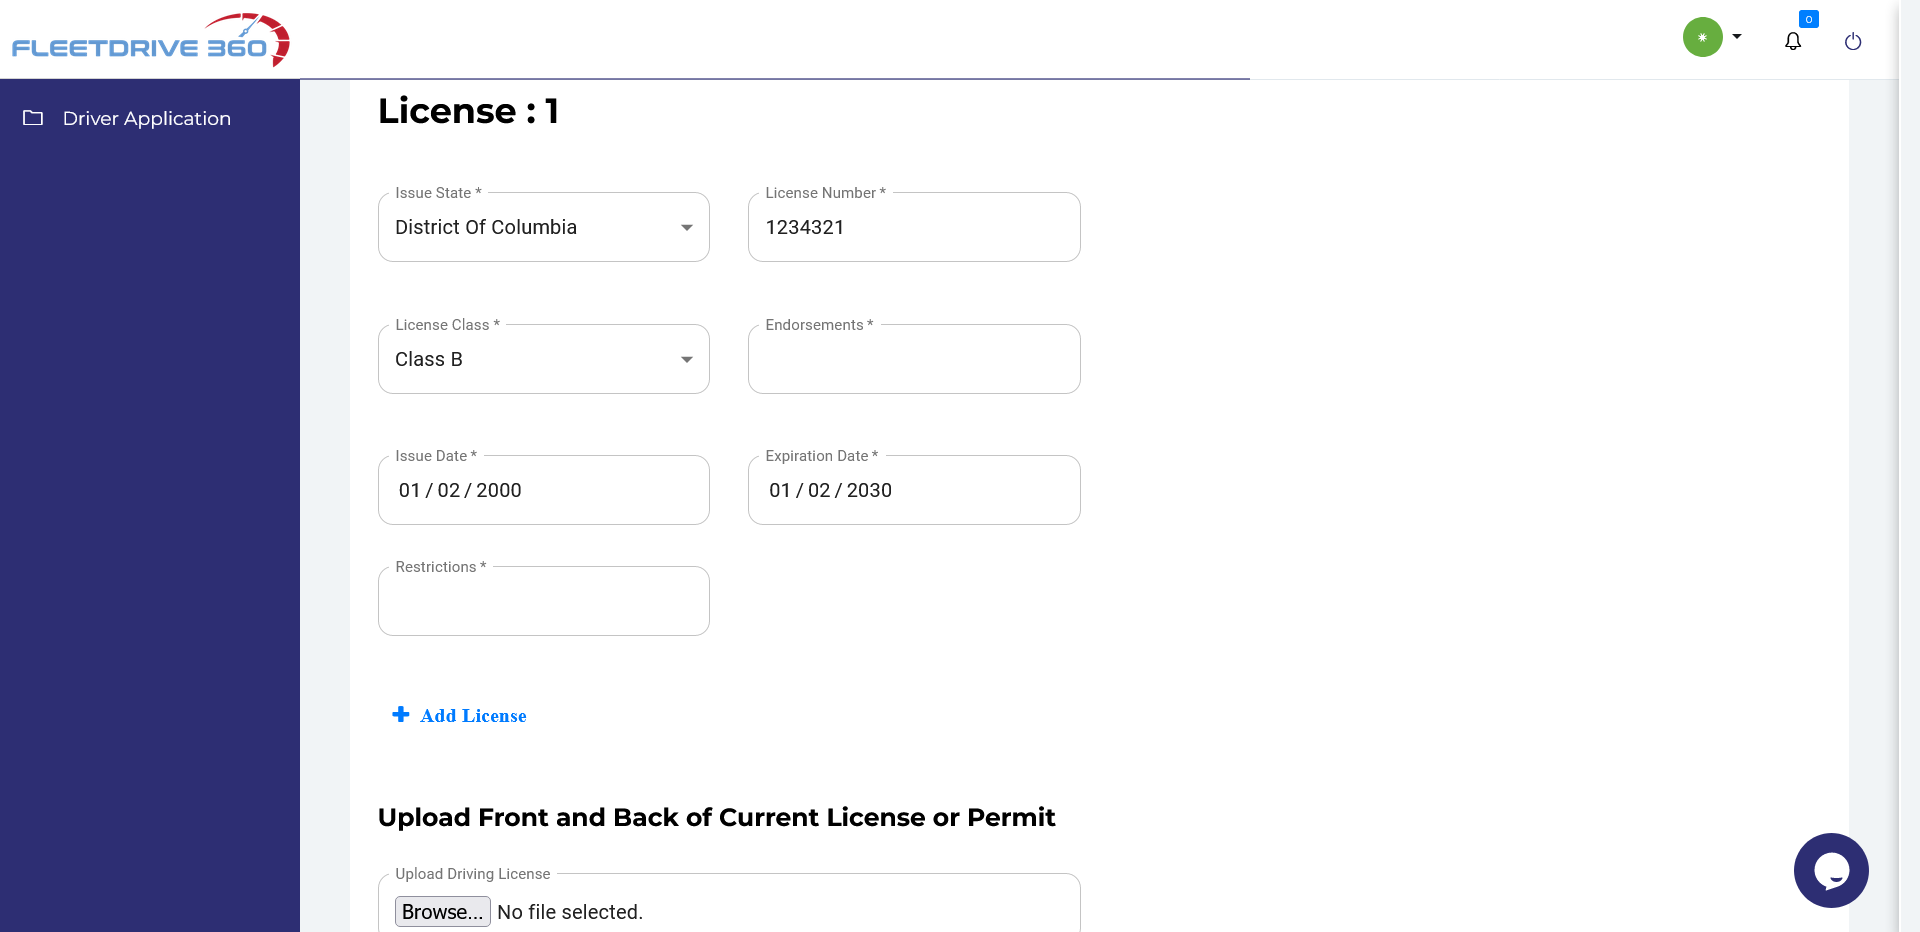 FLEETDRIVE 360
0
Driver Application
License : 1
Issue State *
District Of Columbia
License Number *
1234321
License Class *
Class B
Endorsements *
Issue Date *
01 / 02 / 2000
Expiration Date *
01 / 02 / 2030
Restrictions *
Add License
Upload Front and Back of Current License or Permit
Upload Driving License
Browse... No file selected.